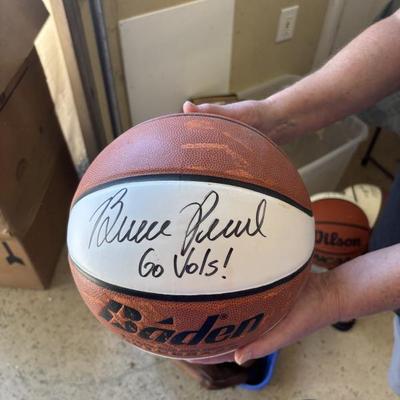 Bruce Pearl
Go Vols!
Baden
Wilson